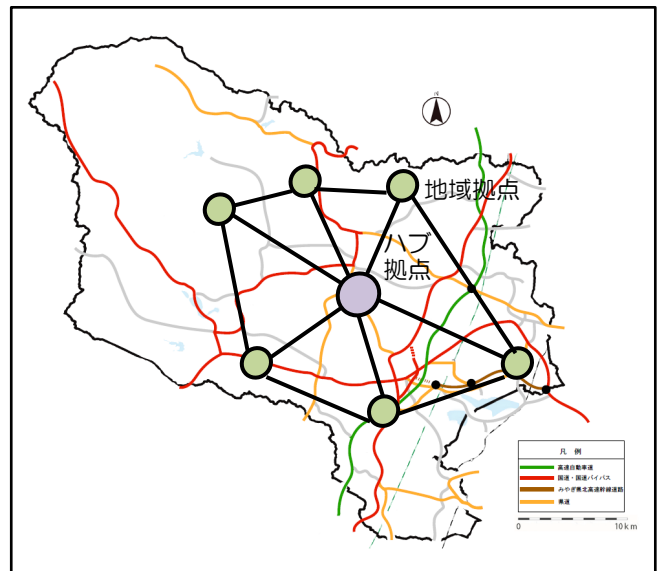 N
地域拠点
ハブ
拠点
凡 例
高速自動車道
国道・国道バイパス
みやぎ県北高速幹線道路
県道
0 10km